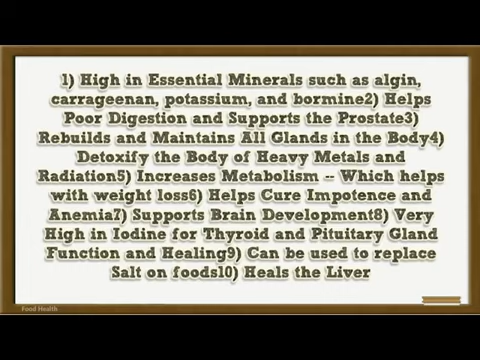 1) High in Essential Minerals such as algin,
carrageenan, potassium, and bormine2) Helps
Poor Digestion and Supports the Prostate3)
Rebuilds and Maintains All Glands in the Body4)
Detoxify the Body of Heavy Metals and
Radiation5) Increases Metabolism -- Which helps
with weight loss6) Helps Cure Impotence and
Anemia7) Supports Brain Development8) Very
High in Iodine for Thyroid and Pituitary Gland
Function and Healing9) Can be used to replace
Salt on foods10) Heals the Liver
Food Health